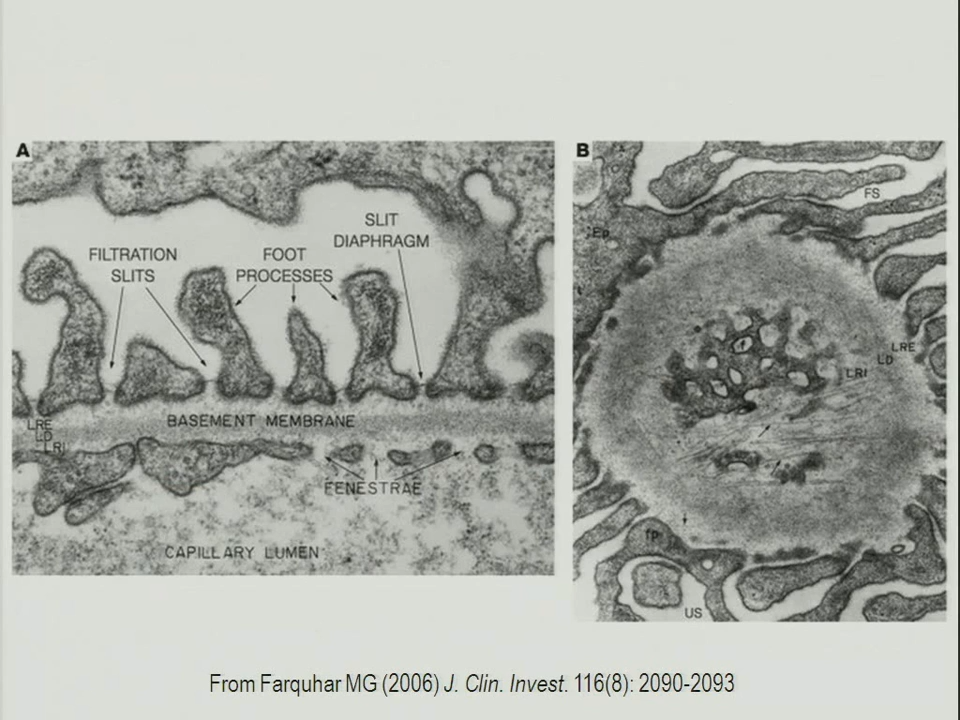 A
SLIT
DIAPHRAGM
FILTRATION
SLITS
FOOT
PROCESSES
LRE
LD
LRI
BASEMENT MEMBRANE
FENESTRAE
CAPILLARY LUMEN
B
FS
Ep
f
LRE
LD
LRI
fp
US
From Farquhar MG (2006) J. Clin. Invest. 116(8): 2090-2093